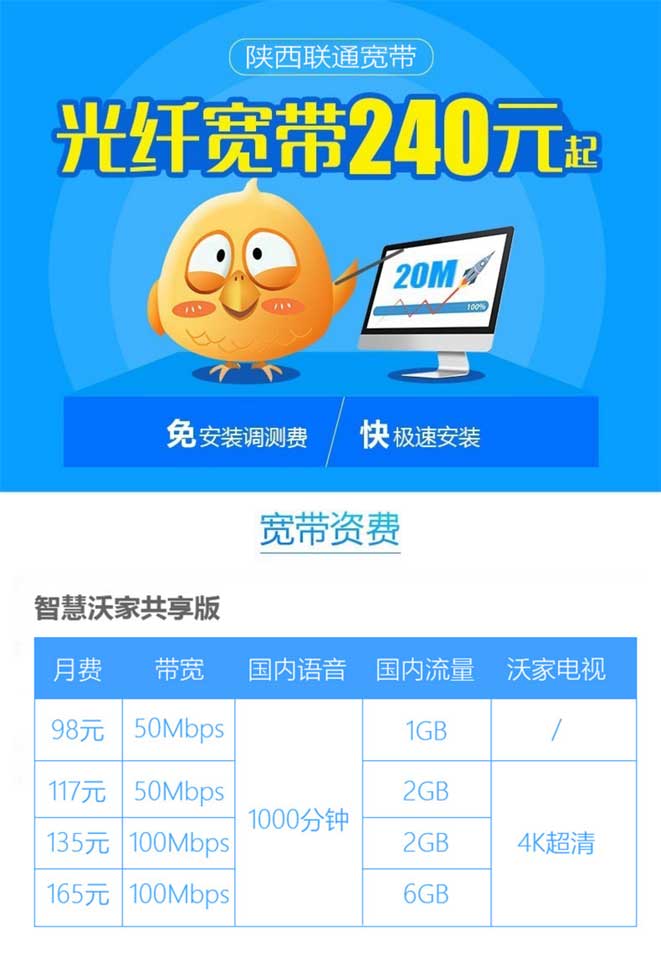 陕西联通宽带
光纤宽带240元起
20M
100%
免安装调测费 快极速安装
宽带资费
智慧沃家共享版
月费 带宽 国内语音 国内流量 沃家电视
98元 50Mbps 1GB /
117元 50Mbps 2GB
1000分钟
135元 100Mbps 2GB 4K超清
165元 100Mbps 6GB